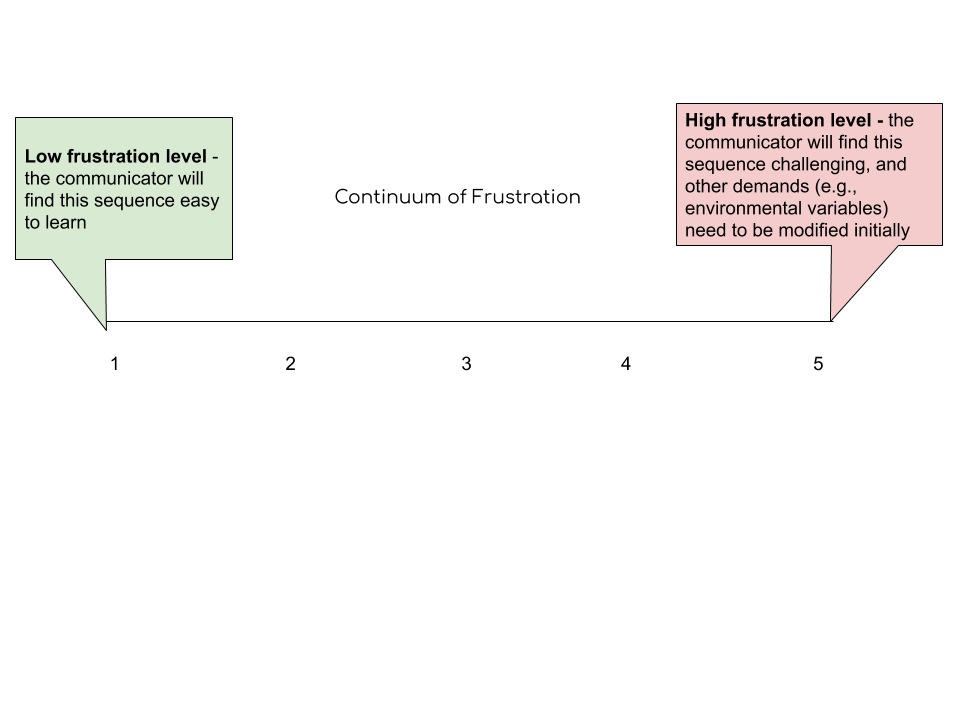 Low frustration level -
the communicator will
find this sequence easy
to learn
Continuum of Frustration
High frustration level - the
communicator will find this
sequence challenging, and
other demands (e.g.,
environmental variables)
need to be modified initially
1 2 3 4 5